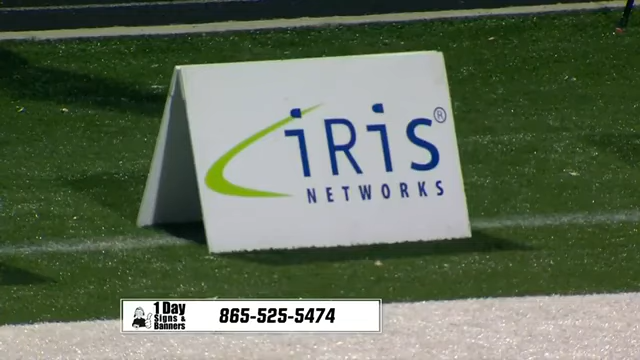 iRis®
NETWORKS
1 Day
Signs &
Banners
865-525-5474